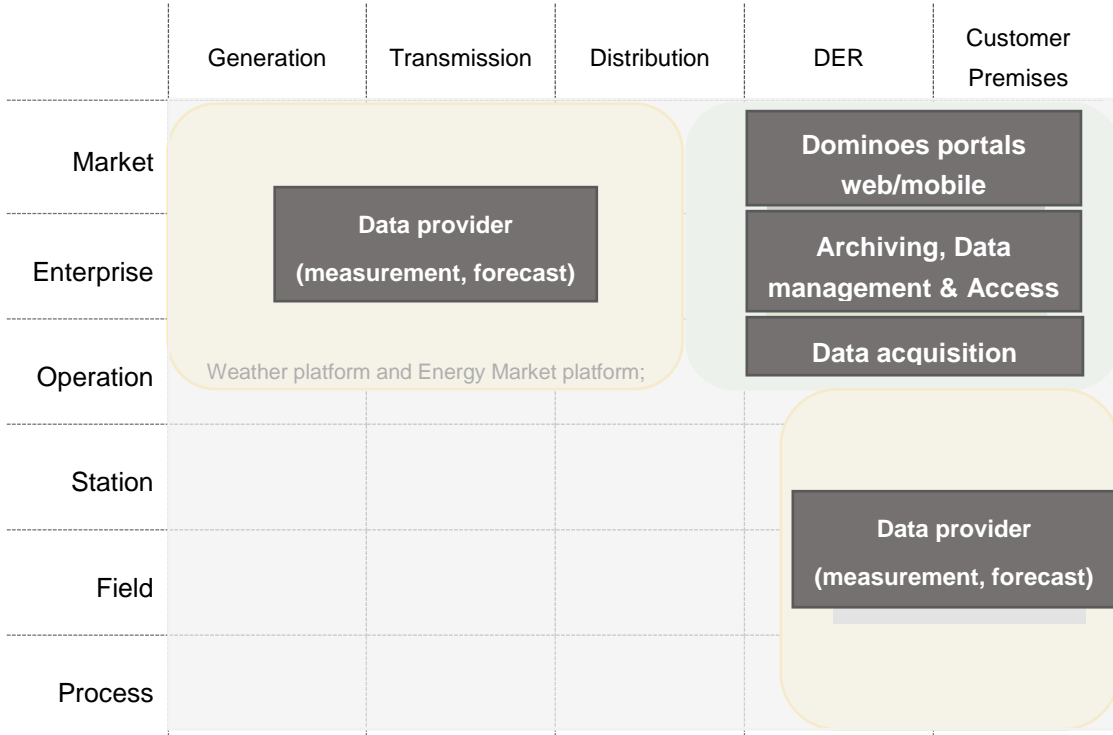 Generation
Transmission
Distribution
DER
Customer
Premises
Market
Dominoes portals
web/mobile
Data provider
(measurement, forecast)
Enterprise
Archiving, Data
management & Access
Operation
Data acquisition
Weather platform and Energy Market platform;
Station
Data provider
(measurement, forecast)
Field
Process